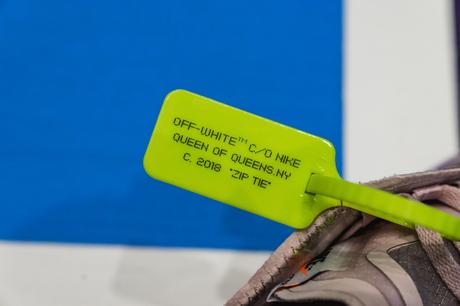 OFF-WHITE™ C/O NIKE
QUEEN OF QUEENS,NY
C. 2018 "ZIP TIE"